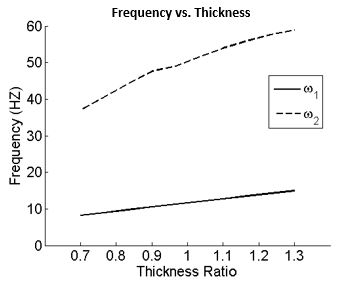 Frequency vs. Thickness
60
50
40
30
20
10
0
Frequency (HZ)
ω1
ω2
0.7 0.8 0.9 1 1.1 1.2 1.3
Thickness Ratio